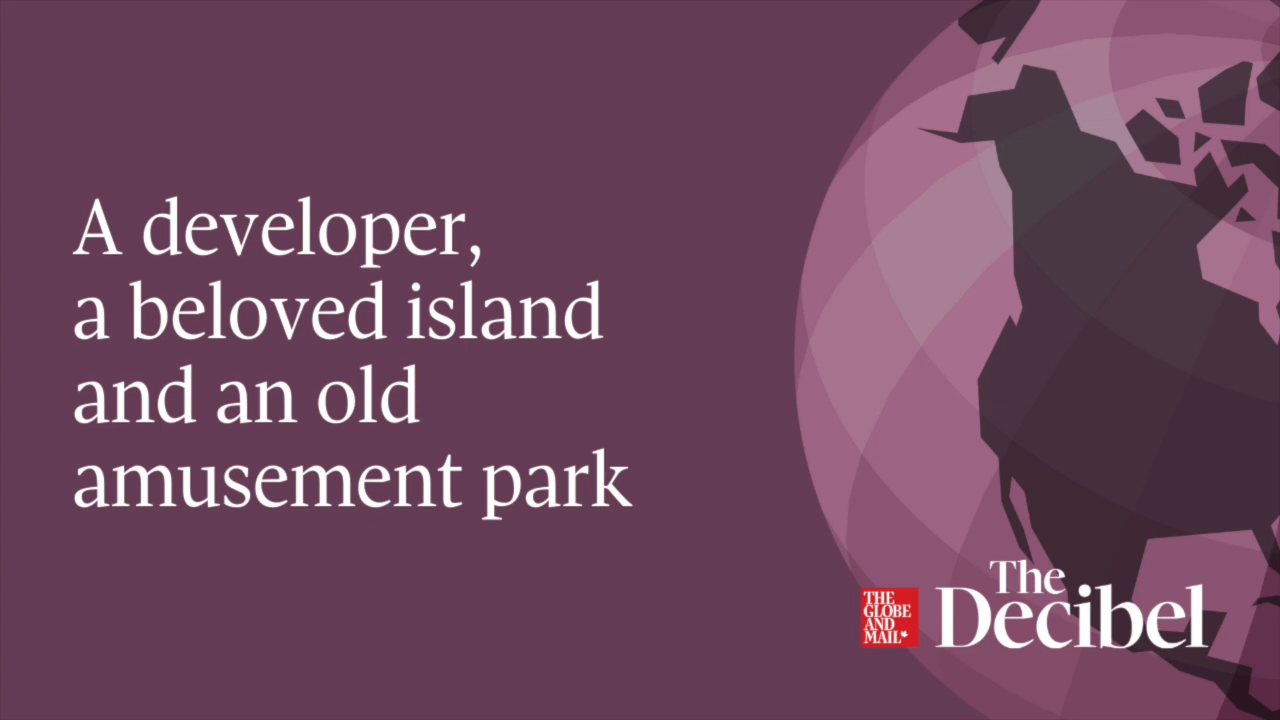 A developer,
a beloved island
and an old
amusement park
THE
GLOBE
AND
MAIL
The
Decibel